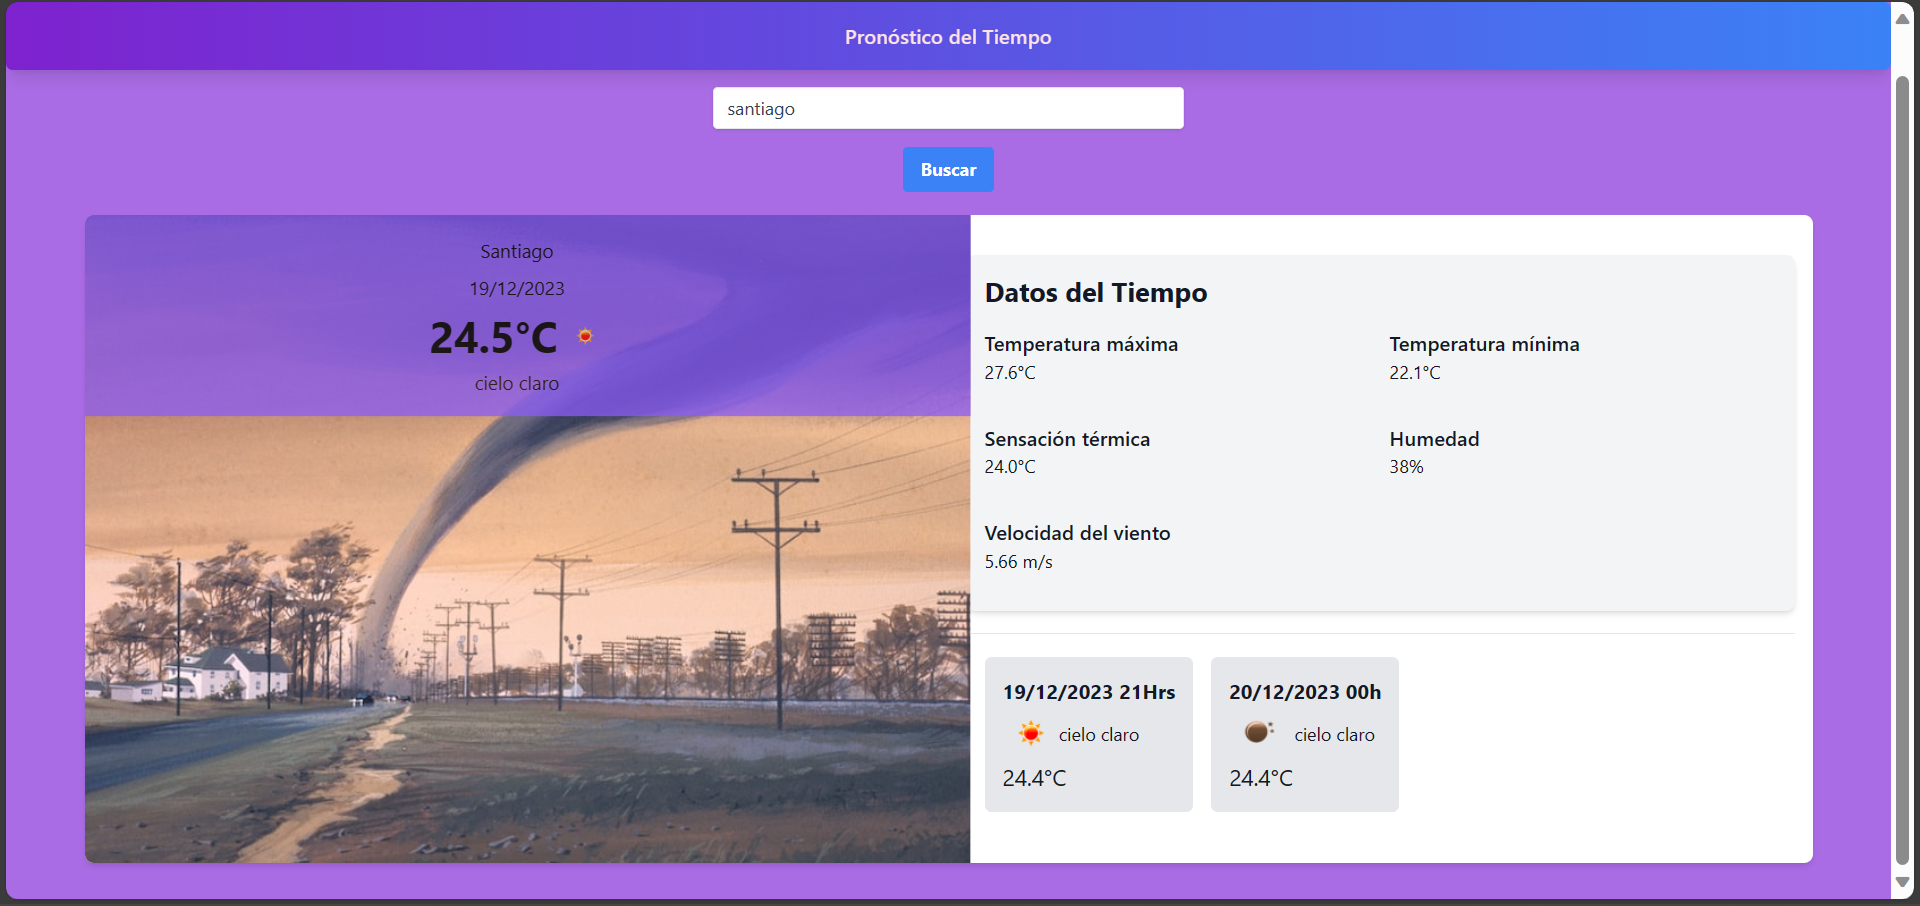 Pronóstico del Tiempo
santiago
Buscar
Santiago
19/12/2023
24.5°C
cielo claro
Datos del Tiempo
Temperatura máxima
27.6°C
Temperatura mínima
22.1°C
Sensación térmica
24.0°C
Humedad
38%
Velocidad del viento
5.66 m/s
19/12/2023 21Hrs
cielo claro
24.4°C
20/12/2023 00h
cielo claro
24.4°C